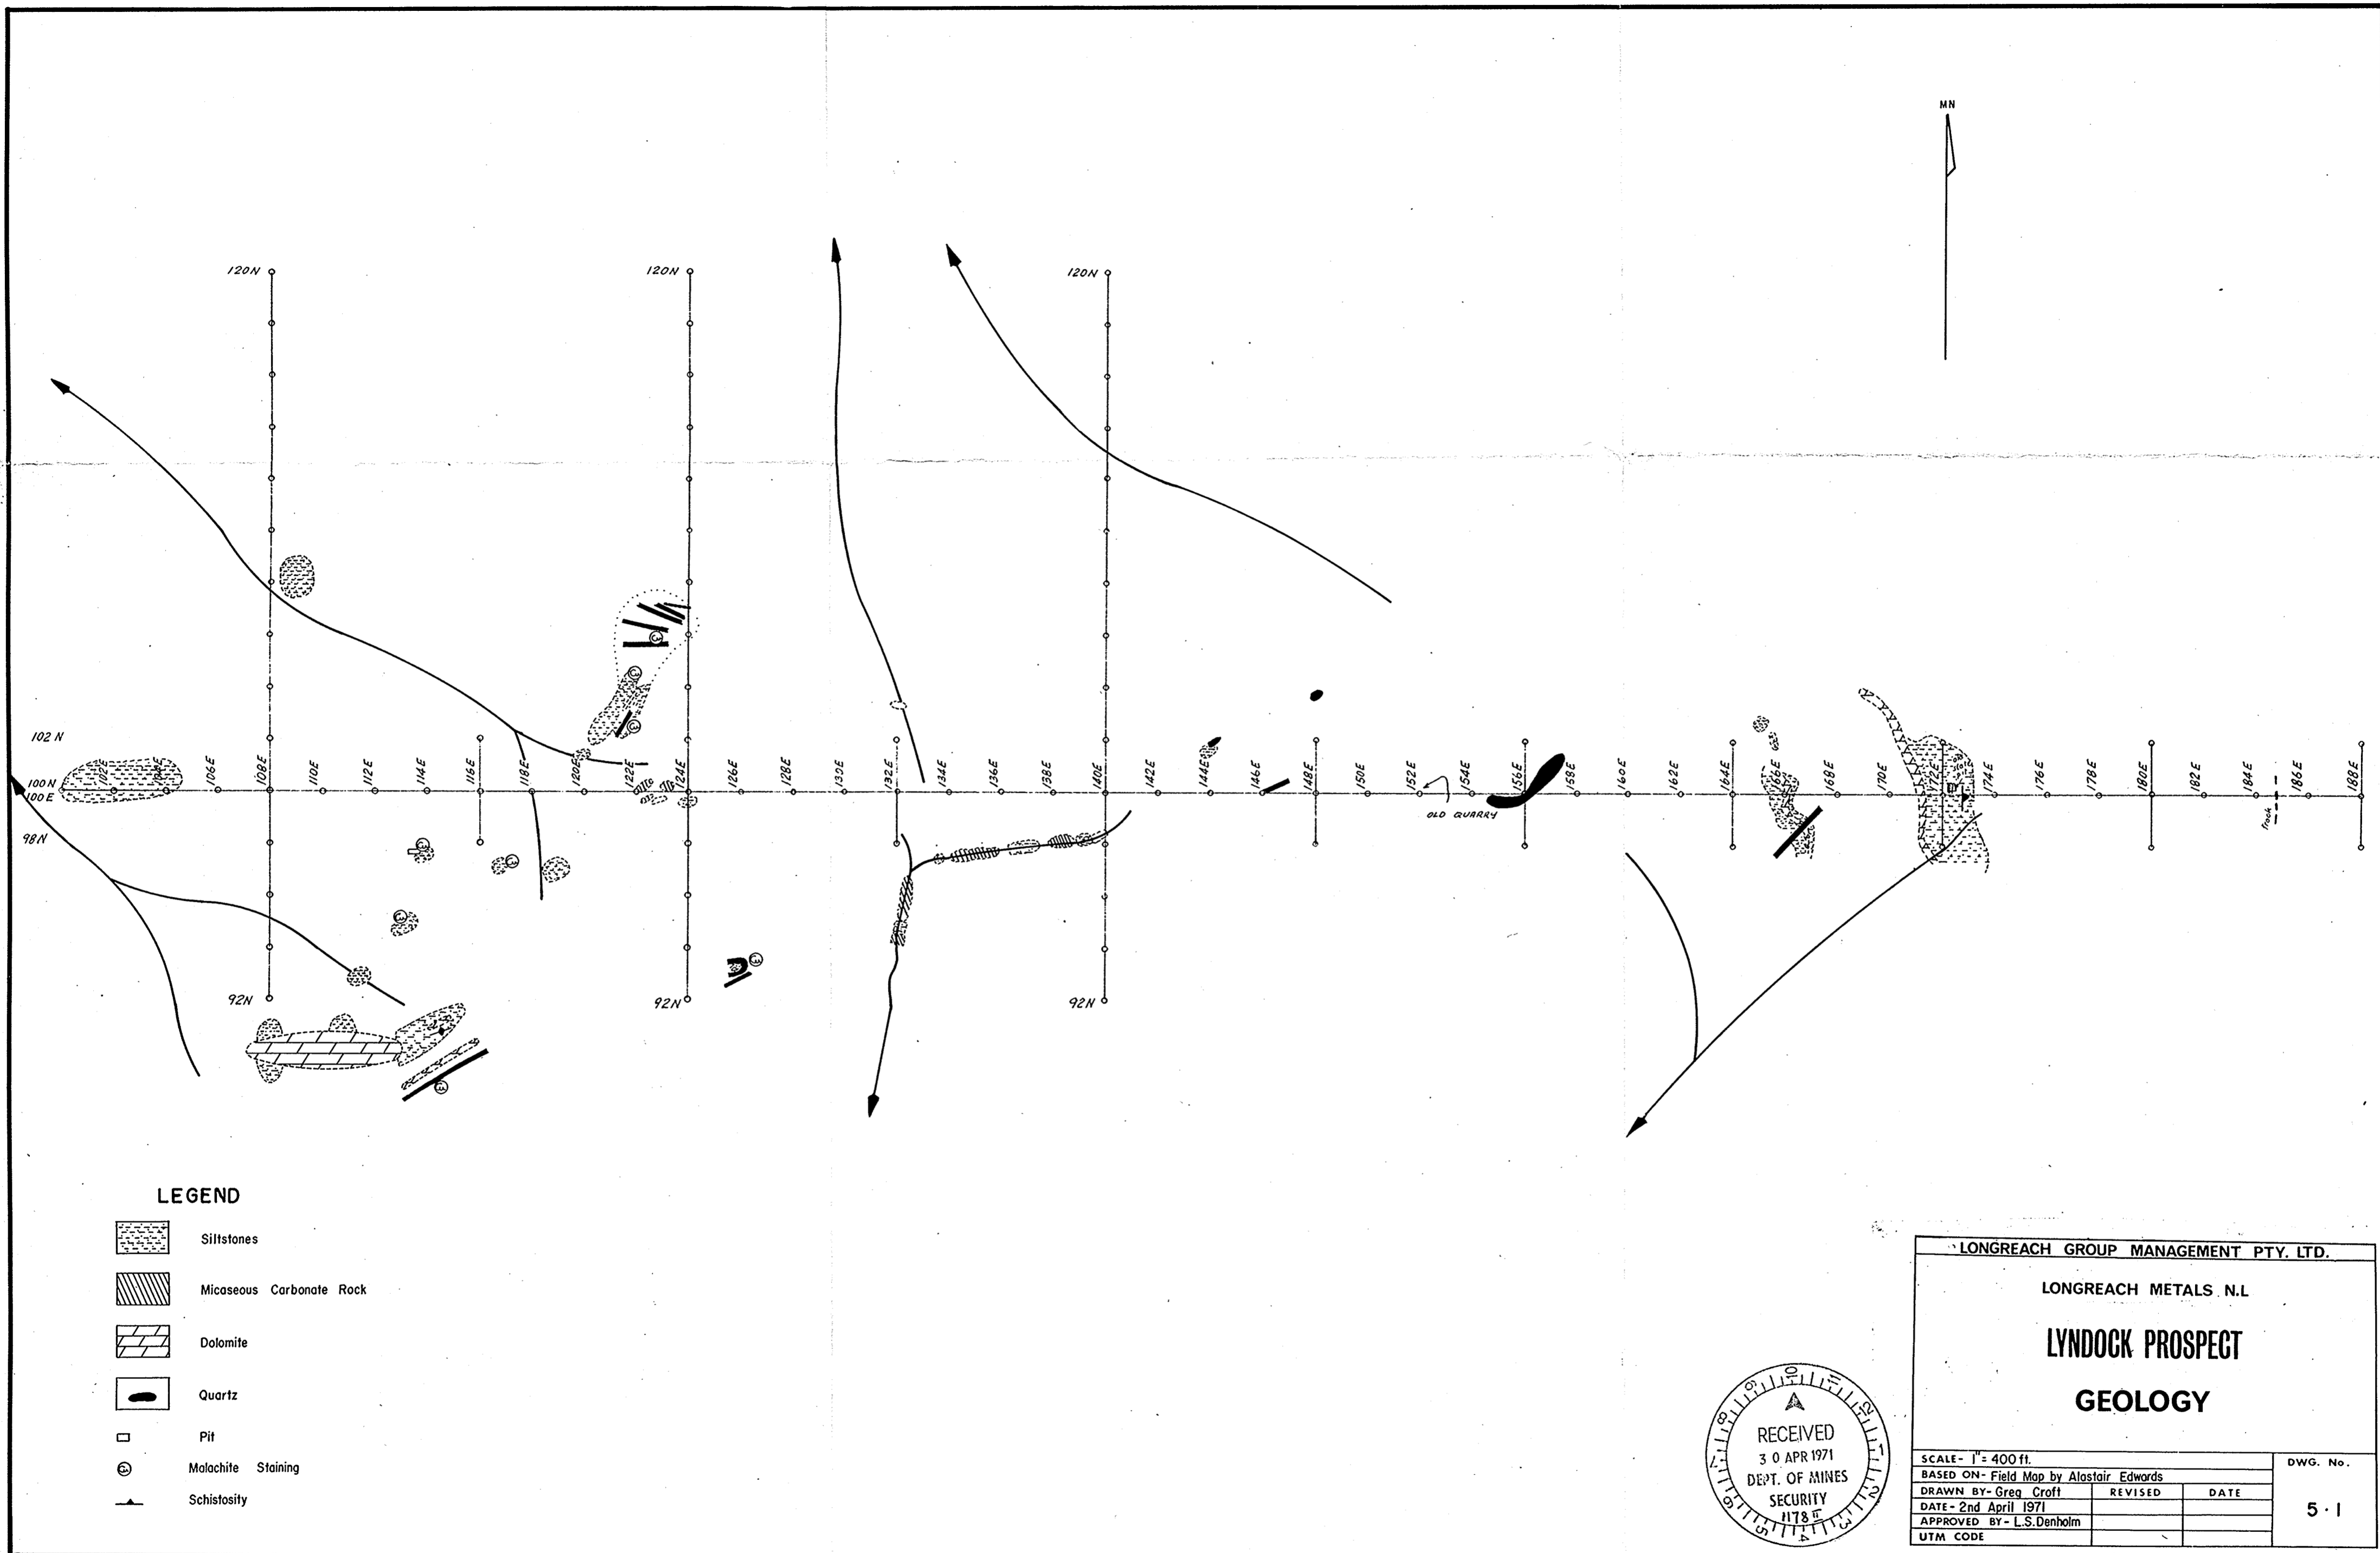 MN
120N
120N
120N
102 N
100 N
100 E
98N
102E
104E
106E
108E
110E
112E
114E
116E
118E
120E
122E
124E
126E
128E
130E
132E
134E
136E
138E
140E
142E
144E
146E
148E
150E
152E
154E
156E
158E
160E
162E
164E
166E
168E
170E
172E
174E
176E
178E
180E
182E
184E
186E
188E
OLD QUARRY
Track
92N
92N
92N
LEGEND
Siltstones
Micaseous Carbonate Rock
Dolomite
Quartz
Pit
Malachite Staining
Schistosity
RECEIVED
30 APR 1971
DEPT. OF MINES
SECURITY
LONGREACH GROUP MANAGEMENT PTY. LTD.
LONGREACH METALS N.L
LYNDOCK PROSPECT
GEOLOGY
SCALE- 1"= 400 ft.
BASED ON- Field Map by Alastair Edwards
DRAWN BY- Greg Croft REVISED DATE
DATE- 2nd April 1971
APPROVED BY- L.S.Denholm
UTM CODE
DWG. No.
5·1